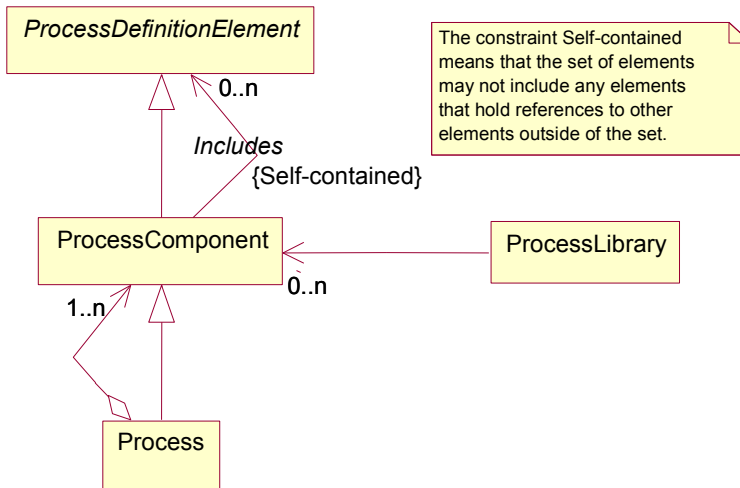 ProcessDefinitionElement
The constraint Self-contained
means that the set of elements
may not include any elements
that hold references to other
elements outside of the set.
0..n
Includes
{Self-contained}
ProcessComponent
ProcessLibrary
0..n
1..n
Process